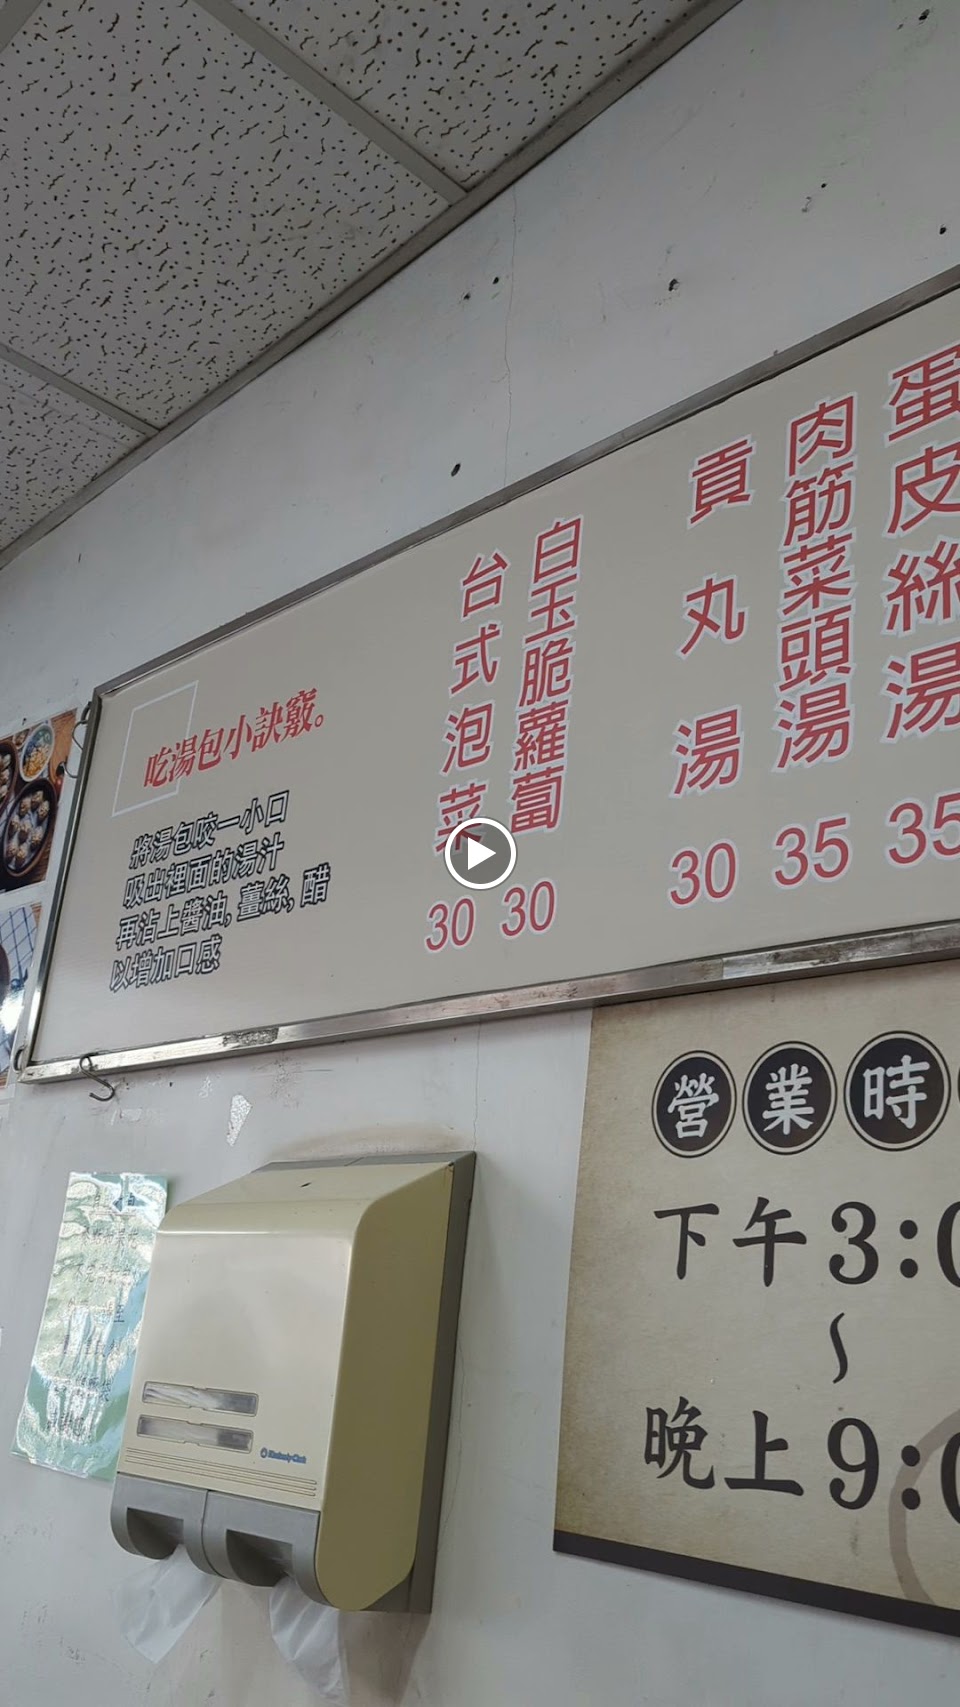 吃湯包小訣竅。
將湯包咬一小口
吸出裡面的湯汁
再沾上醬油, 薑絲, 醋
以增加口感
台式泡菜 30
白玉脆蘿蔔 30
貢丸湯 30
肉筋菜頭湯 35
蛋皮絲湯 35
營業時
下午 3:0
～
晚上 9:0
Kimberly-Clark